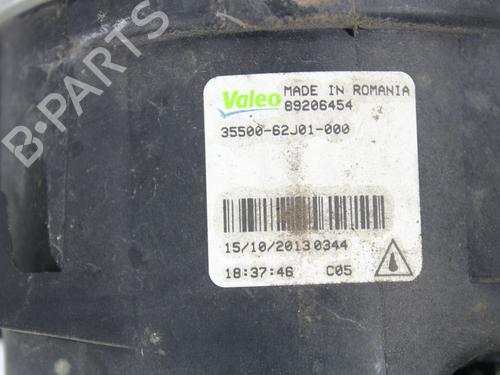 B-PARTS
Valeo MADE IN ROMANIA
89206454
35500-62J01-000
15/10/2013 0344
18:37:46 C05